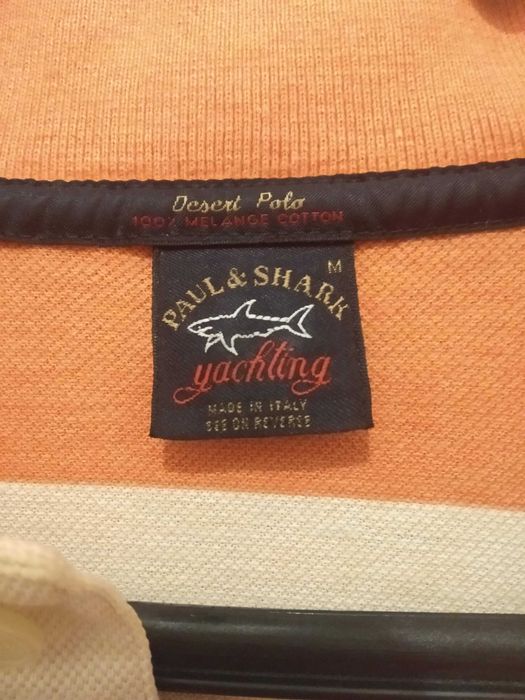 Desert Polo
100% MELANGE COTTON
M
PAUL & SHARK
yachting
MADE IN ITALY
SEE ON REVERSE